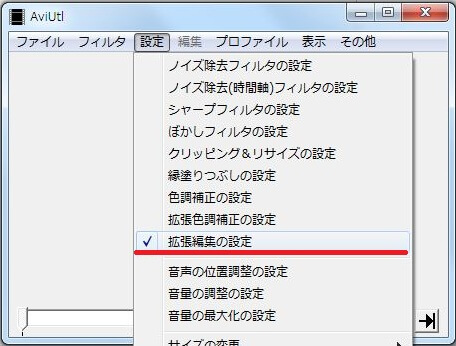 AviUtl
ファイル フィルタ 設定 編集 プロファイル 表示 その他
ノイズ除去フィルタの設定
ノイズ除去(時間軸)フィルタの設定
シャープフィルタの設定
ぼかしフィルタの設定
クリッピング＆リサイズの設定
縁塗りつぶしの設定
色調補正の設定
拡張色調補正の設定
拡張編集の設定
音声の位置調整の設定
音量の調整の設定
音量の最大化の設定
サイズの変更